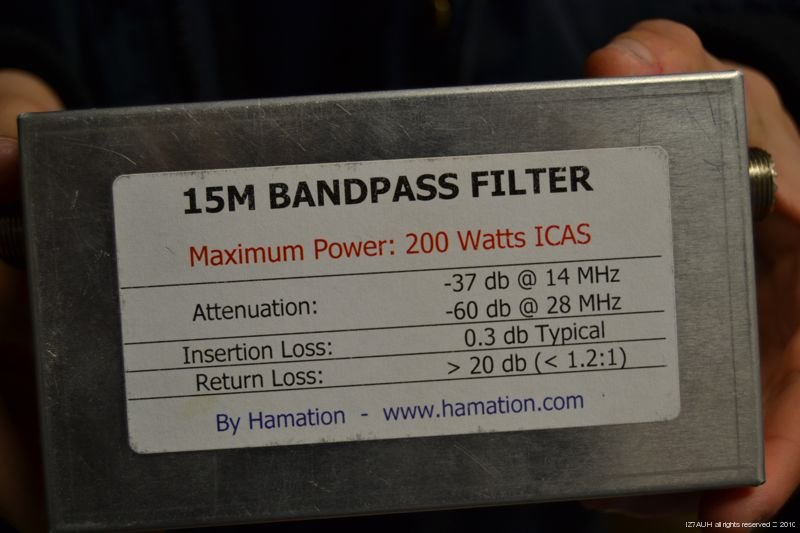 15M BANDPASS FILTER
Maximum Power: 200 Watts ICAS
Attenuation: -37 db @ 14 MHz
-60 db @ 28 MHz
Insertion Loss: 0.3 db Typical
Return Loss: > 20 db (< 1.2:1)
By Hamation - www.hamation.com
IZ7AUH all rights reserved 2010